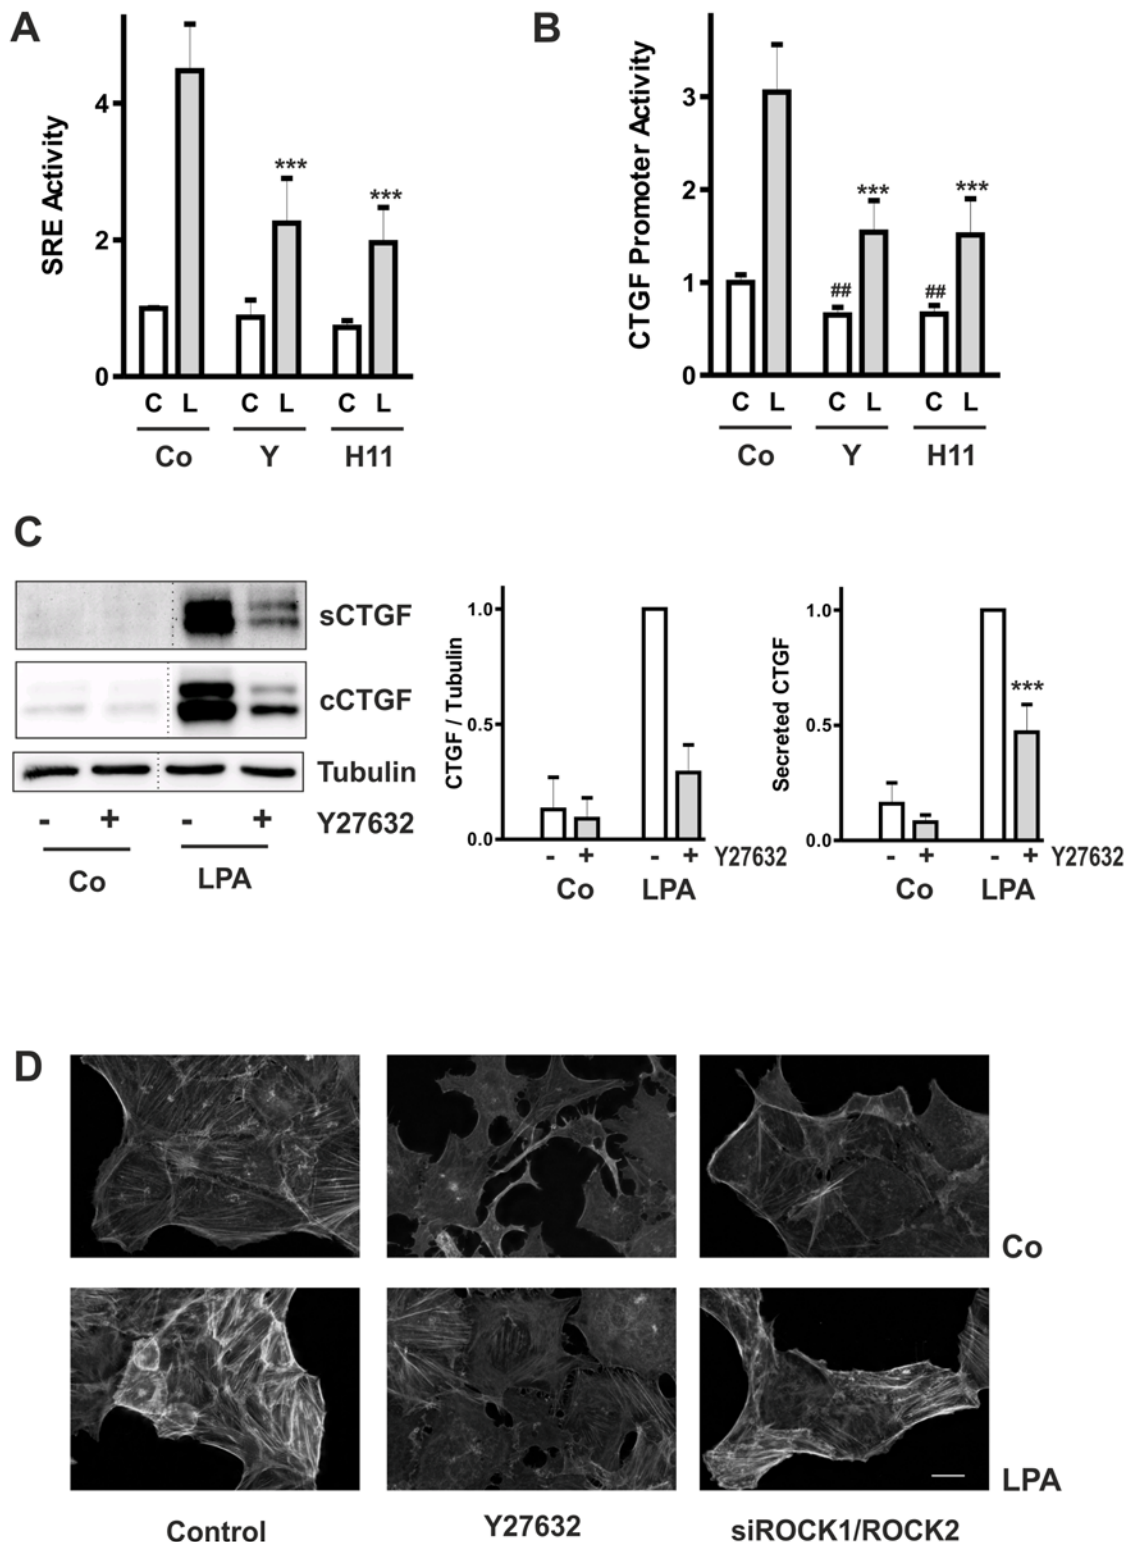 A
SRE Activity
4
2
0
***
***
C L C L C L
Co Y H11
B
CTGF Promoter Activity
3
2
1
0
***
***
##
##
C L C L C L
Co Y H11
C
sCTGF
cCTGF
Tubulin
- + - + Y27632
Co LPA
CTGF / Tubulin
1.0
0.5
0.0
- + - + Y27632
Co LPA
Secreted CTGF
1.0
0.5
0.0
***
- + - + Y27632
Co LPA
D
Co
LPA
Control Y27632 siROCK1/ROCK2